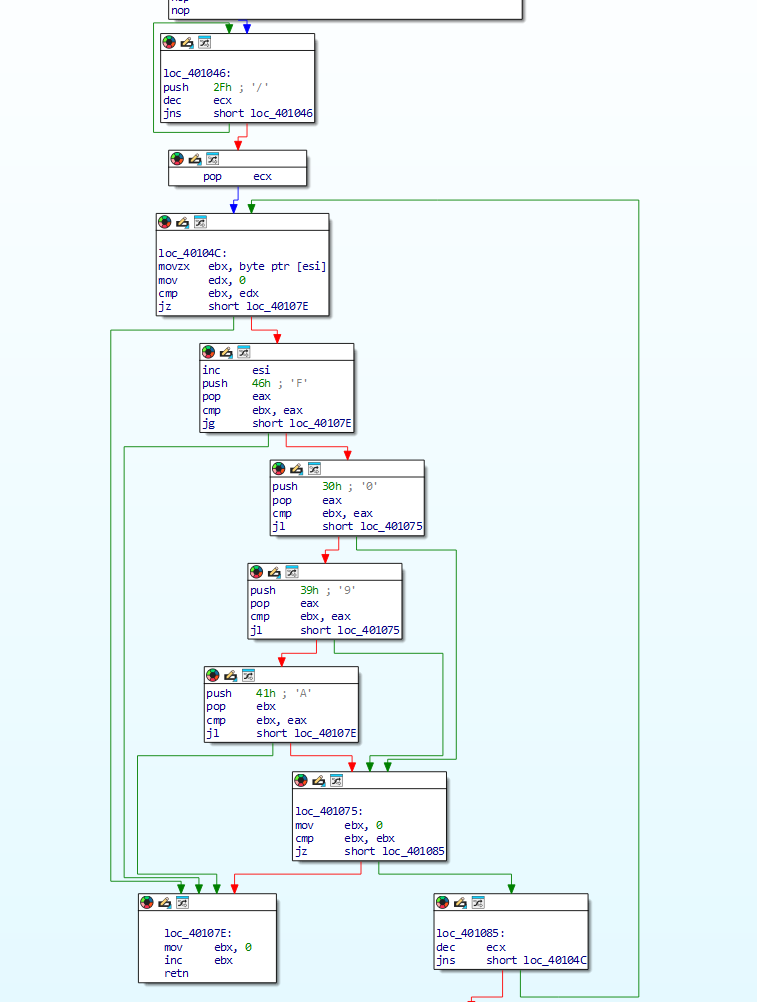 nop
loc_401046:
push 2Fh ; '/'
dec ecx
jns short loc_401046
pop ecx
loc_40104C:
movzx ebx, byte ptr [esi]
mov edx, 0
cmp ebx, edx
jz short loc_40107E
inc esi
push 46h ; 'F'
pop eax
cmp ebx, eax
jg short loc_40107E
push 30h ; '0'
pop eax
cmp ebx, eax
jl short loc_401075
push 39h ; '9'
pop eax
cmp ebx, eax
jl short loc_401075
push 41h ; 'A'
pop ebx
cmp ebx, eax
jl short loc_40107E
loc_401075:
mov ebx, 0
cmp ebx, ebx
jz short loc_401085
loc_40107E:
mov ebx, 0
inc ebx
retn
loc_401085:
dec ecx
jns short loc_40104C